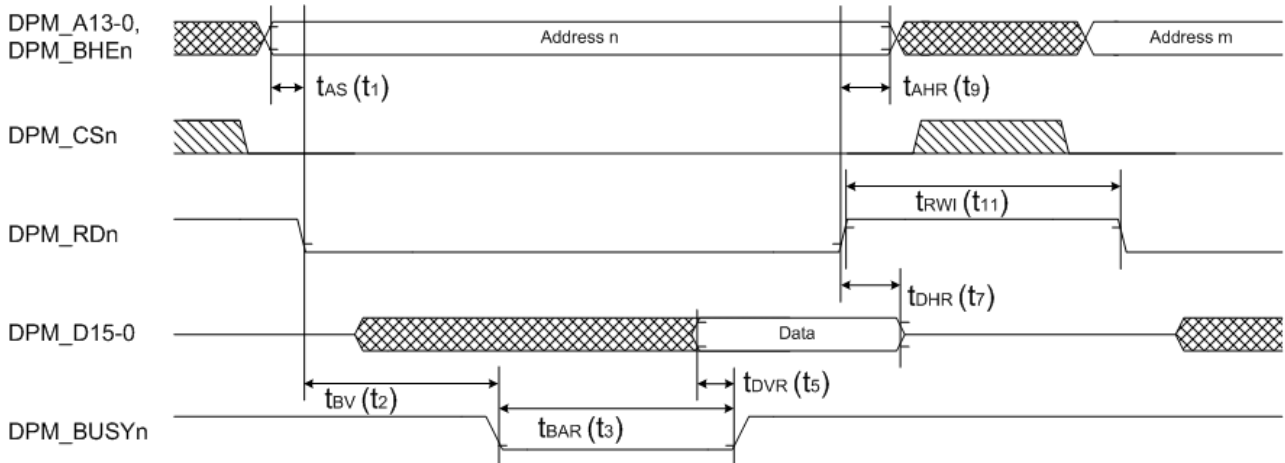 DPM_A13-0,
DPM_BHEn
Address n
Address m
tAS (t1)
tAHR (t9)
DPM_CSn
tRWI (t11)
DPM_RDn
tDHR (t7)
DPM_D15-0
Data
tDVR (t5)
tBV (t2)
tBAR (t3)
DPM_BUSYn